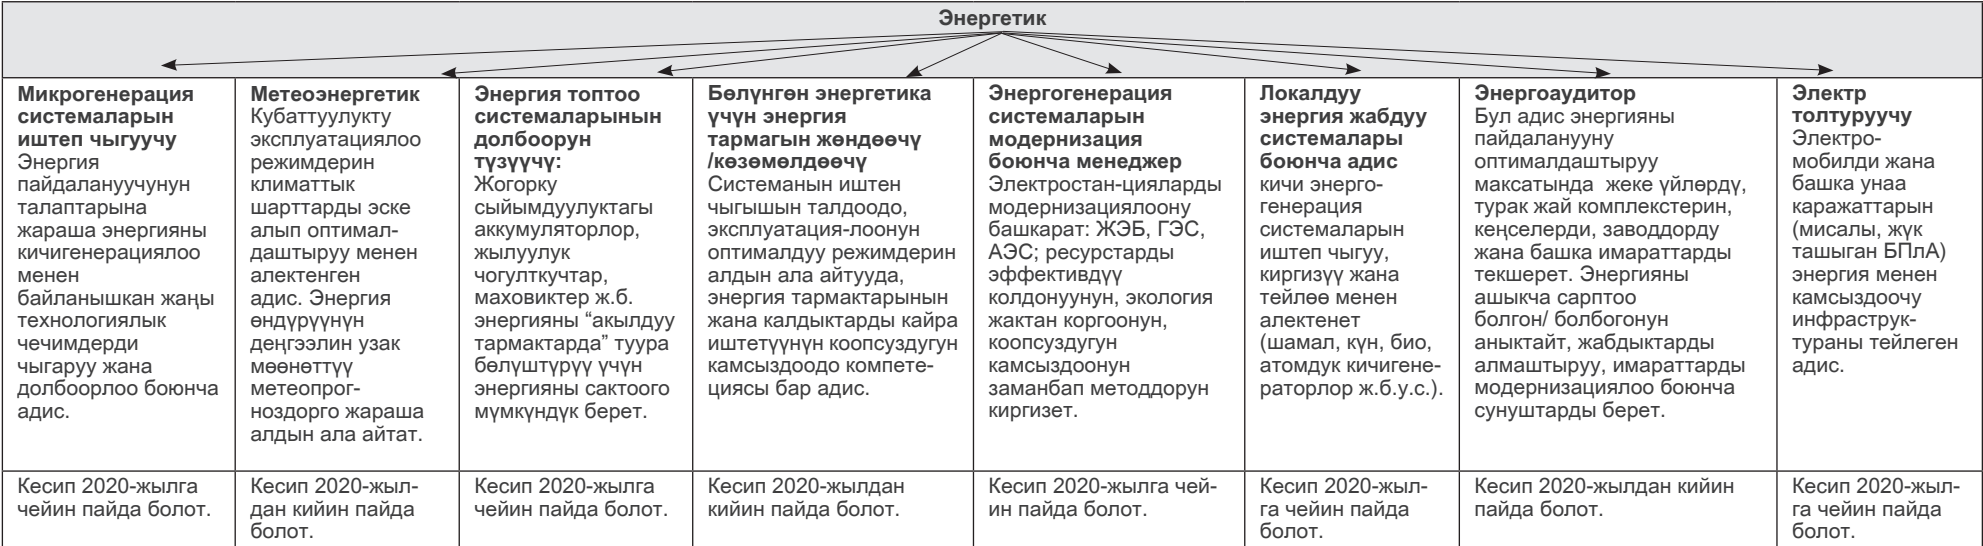 Энергетик
Микрогенерация
системаларын
иштеп чыгуучу
Энергия
пайдалануучунун
талаптарына
жараша энергияны
кичигенерациялоо
менен
байланышкан жаңы
технологиялык
чечимдерди
чыгаруу жана
долбоорлоо боюнча
адис.
Метеоэнергетик
Кубаттуулукту
эксплуатациялоо
режимдерин
климаттык
шарттарды эске
алып оптимал-
даштыруу менен
алектенген
адис. Энергия
өндүрүүнүн
деңгээлин узак
мөөнөттүү
метеопрог-
ноздорго жараша
алдын ала айтат.
Энергия топтоо
системаларынын
долбоорун
түзүүчү:
Жогорку
сыйымдуулуктагы
аккумуляторлор,
жылуулук
чогулткучтар,
маховиктер ж.б.
энергияны “акылдуу
тармактарда” туура
бөлүштүрүү үчүн
энергияны сактоого
мүмкүндүк берет.
Бөлүнгөн энергетика
үчүн энергия
тармагын жөндөөчү
/көзөмөлдөөчү
Системанын иштен
чыгышын талдоодо,
эксплуатация-лоонун
оптималдуу режимдерин
алдын ала айтууда,
энергия тармактарынын
жана калдыктарды кайра
иштетүүнүн коопсуздугун
камсыздоодо компете-
циясы бар адис.
Энергогенерация
системаларын
модернизация
боюнча менеджер
Электростан-цияларды
модернизациялоону
башкарат: ЖЭБ, ГЭС,
АЭС; ресурстарды
эффективдүү
колдонуунун, экология
жактан коргоонун,
коопсуздугун
камсыздоонун
заманбап методдорун
киргизет.
Локалдуу
энергия жабдуу
системалары
боюнча адис
кичи энерго-
генерация
системаларын
иштеп чыгуу,
киргизүү жана
тейлөө менен
алектенет
(шамал, күн, био,
атомдук кичигене-
раторлор ж.б.у.с.).
Энергоаудитор
Бул адис энергияны
пайдаланууну
оптималдаштыруу
максатында жеке үйлөрдү,
турак жай комплекстерин,
кеңселерди, заводдорду
жана башка имараттарды
текшерет. Энергияны
ашыкча сарптоо
болгон/ болбогонун
аныктайт, жабдыктарды
алмаштыруу, имараттарды
модернизациялоо боюнча
сунуштарды берет.
Электр
толтуруучу
Электро-
мобилди жана
башка унаа
каражаттарын
(мисалы, жүк
ташыган БПлА)
энергия менен
камсыздоочу
инфраструк-
тураны тейлеген
адис.
Кесип 2020-жылга
чейин пайда болот.
Кесип 2020-жыл-
дан кийин пайда
болот.
Кесип 2020-жылга
чейин пайда болот.
Кесип 2020-жылдан
кийин пайда болот.
Кесип 2020-жылга чей-
ин пайда болот.
Кесип 2020-жыл-
га чейин пайда
болот.
Кесип 2020-жылдан кийин
пайда болот.
Кесип 2020-жыл-
га чейин пайда
болот.